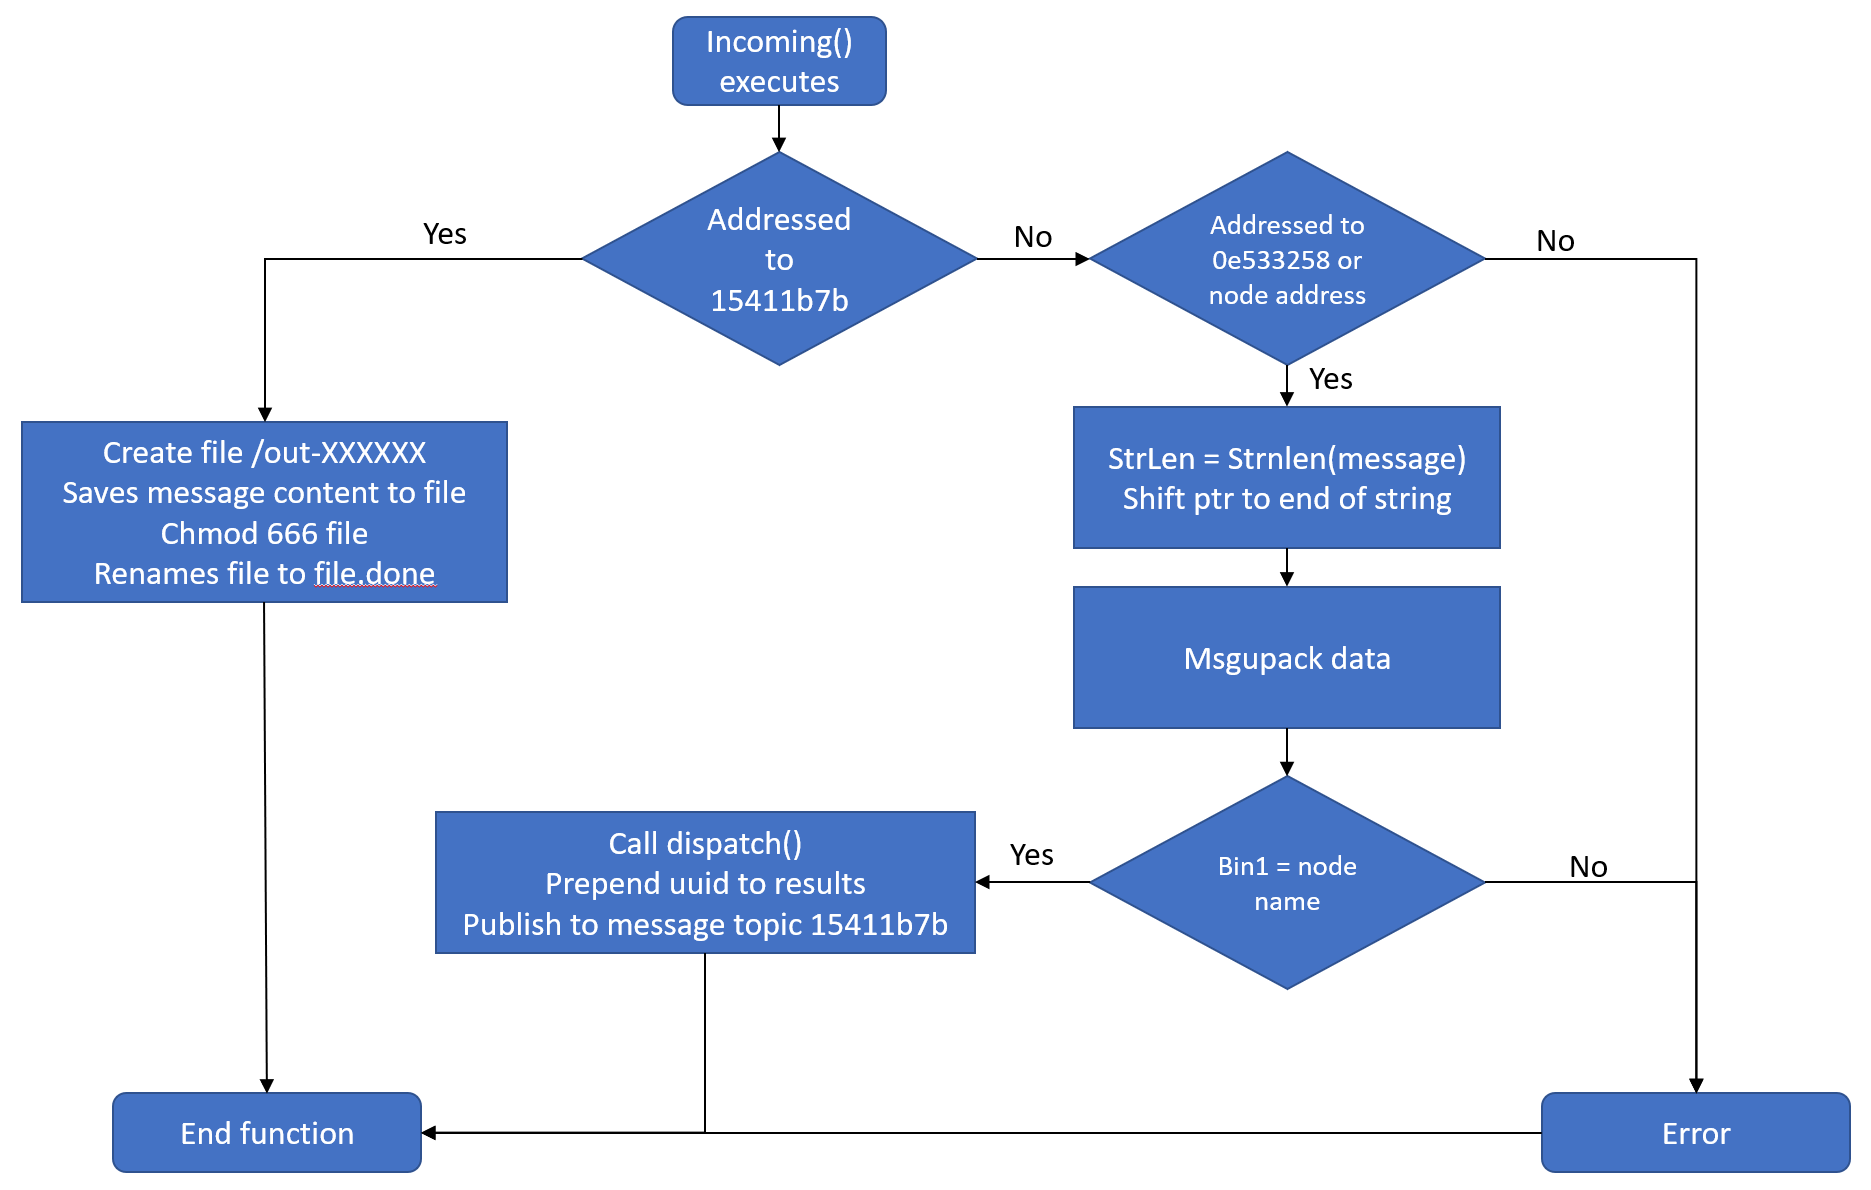 Incoming()
executes
Addressed
to
15411b7b
Yes
No
Addressed to
0e533258 or
node address
No
Yes
Create file /out-XXXXXX
Saves message content to file
Chmod 666 file
Renames file to file.done
StrLen = Strnlen(message)
Shift ptr to end of string
Msgupack data
Call dispatch()
Prepend uuid to results
Publish to message topic 15411b7b
Yes
Bin1 = node
name
No
End function
Error